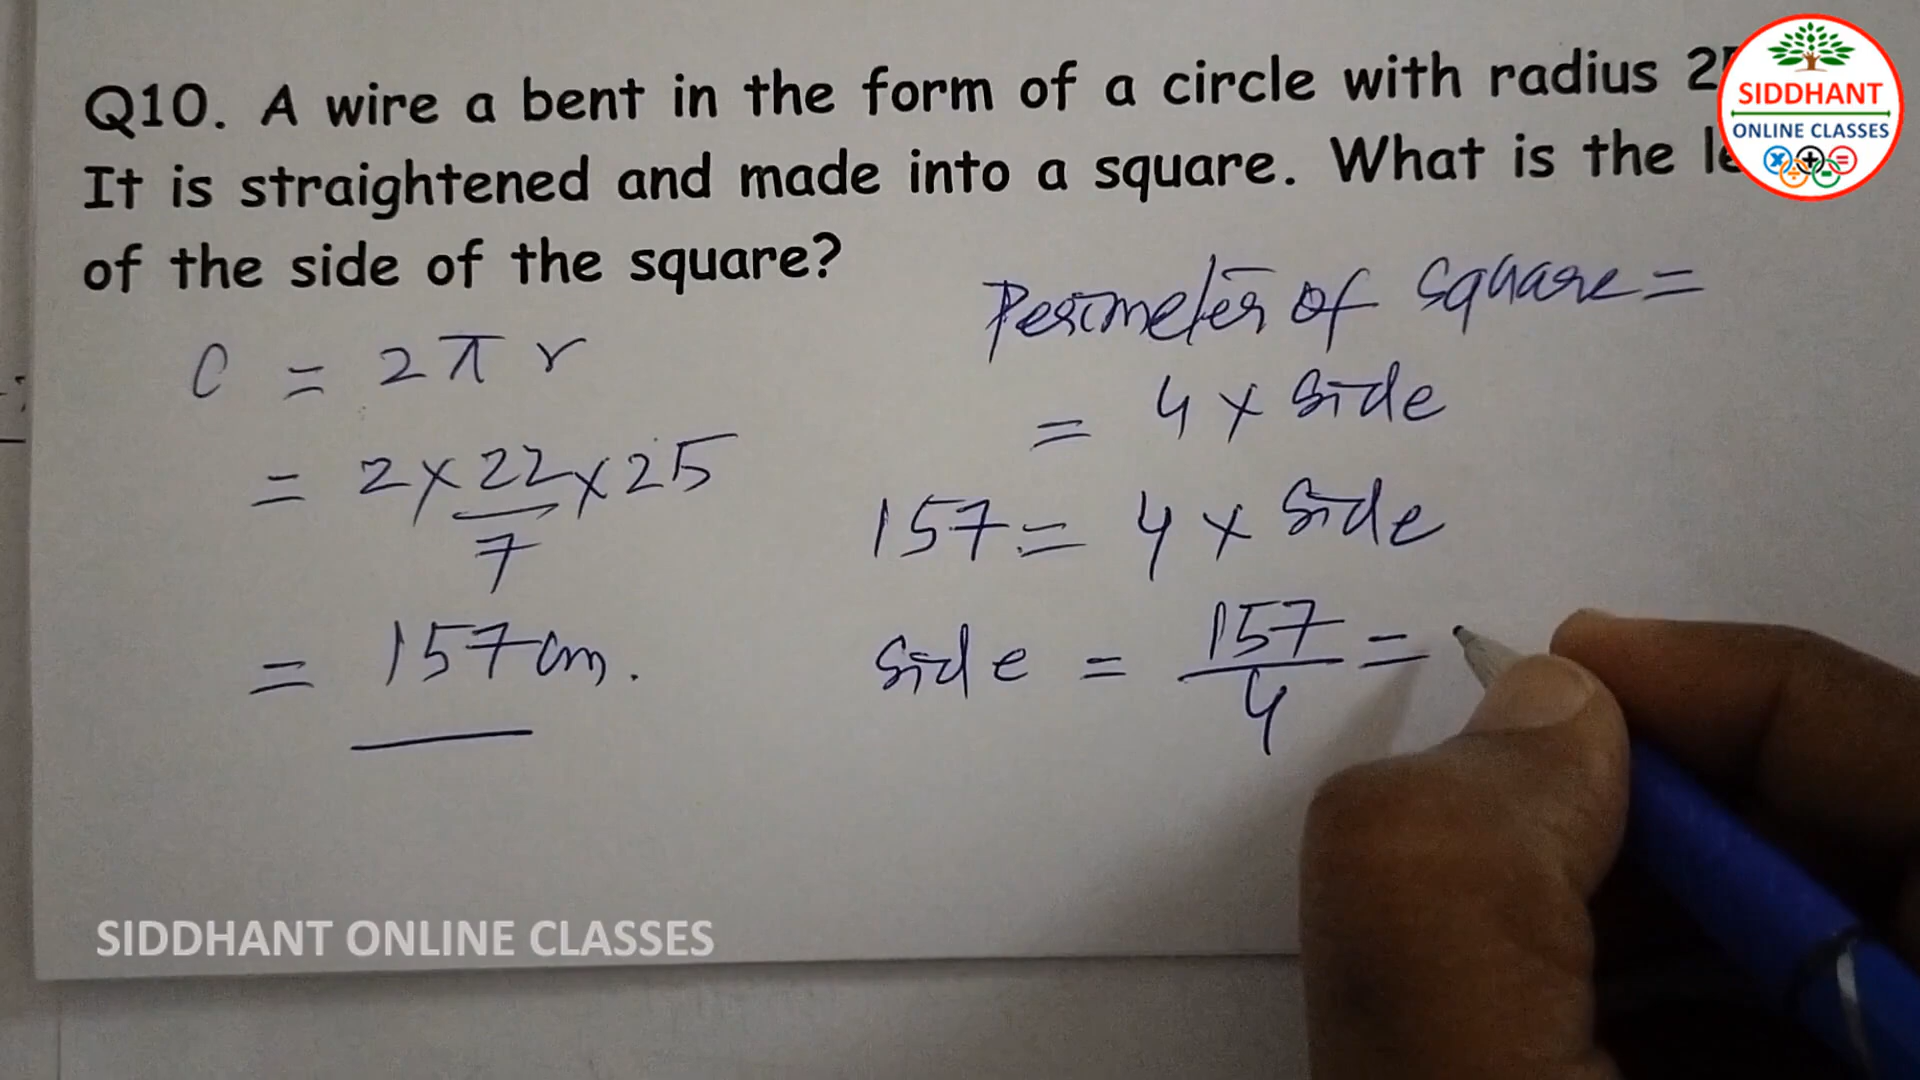 Q10. A wire a bent in the form of a circle with radius
It is straightened and made into a square. What is the
of the side of the square?
SIDDHANT
ONLINE CLASSES
C = 2πr
= 2 × 22/7 × 25
= 157 cm.
Perimeter of square =
= 4 × side
157 = 4 × side
side = 157/4 =
SIDDHANT ONLINE CLASSES